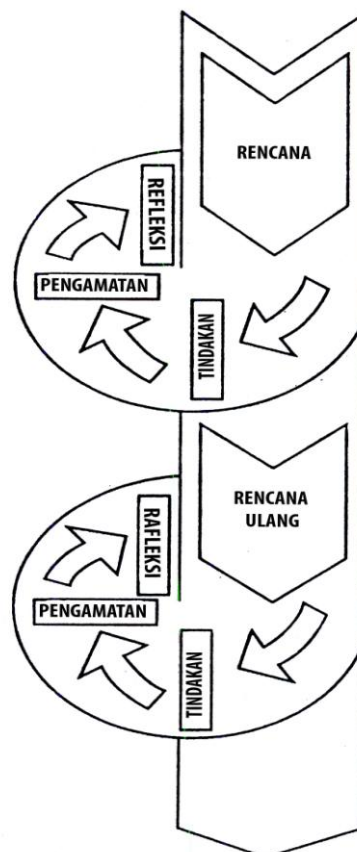 RENCANA
REFLEKSI
PENGAMATAN
TINDAKAN
RENCANA
ULANG
RAFLEKSI
PENGAMATAN
TINDAKAN